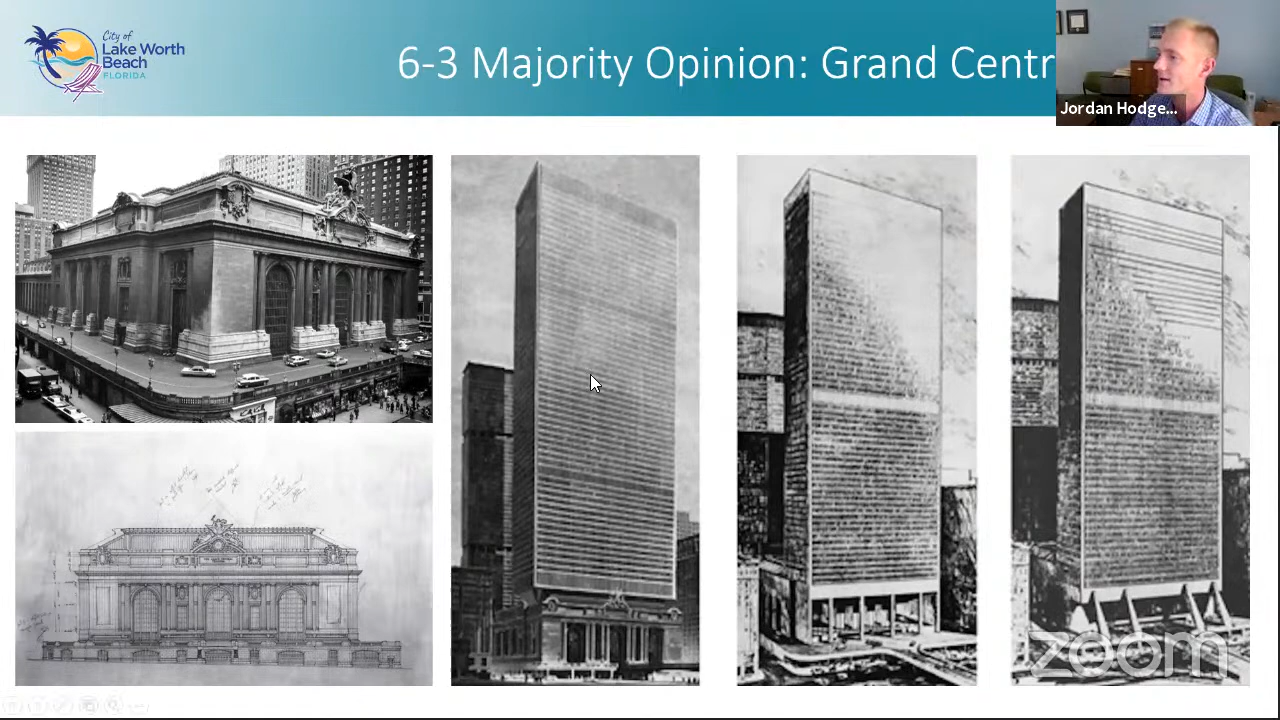 City of
Lake Worth
Beach
FLORIDA
6-3 Majority Opinion: Grand Centr
Jordan Hodge...
zoom